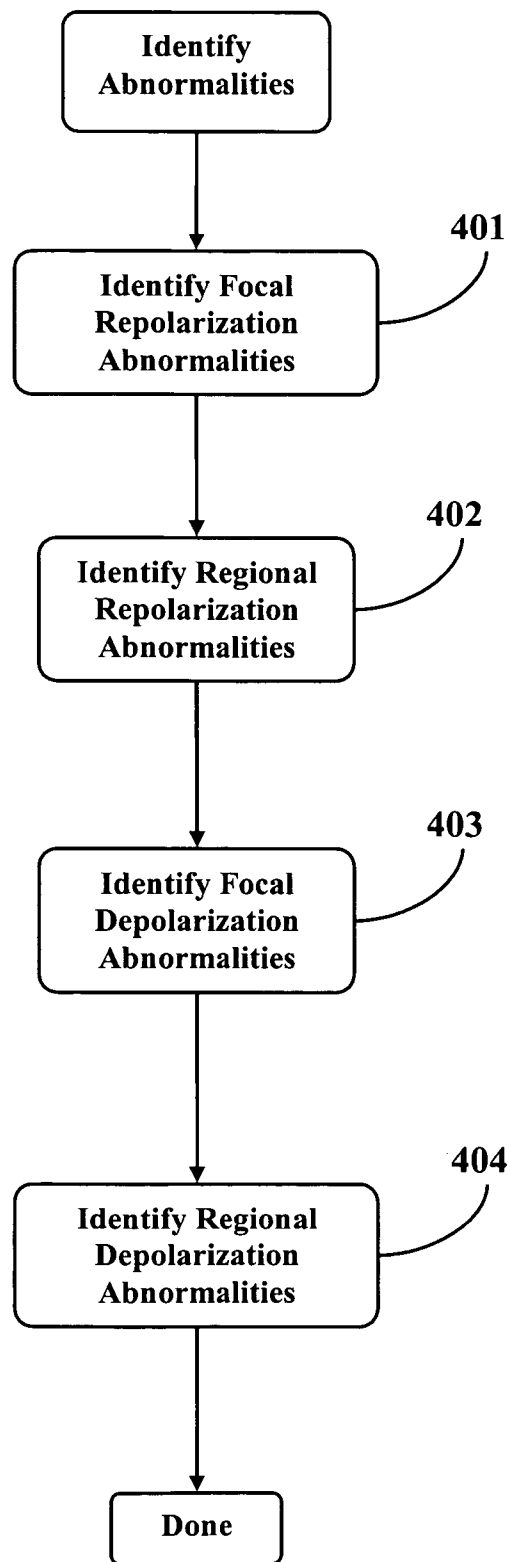 Identify
Abnormalities
401
Identify Focal
Repolarization
Abnormalities
402
Identify Regional
Repolarization
Abnormalities
403
Identify Focal
Depolarization
Abnormalities
404
Identify Regional
Depolarization
Abnormalities
Done